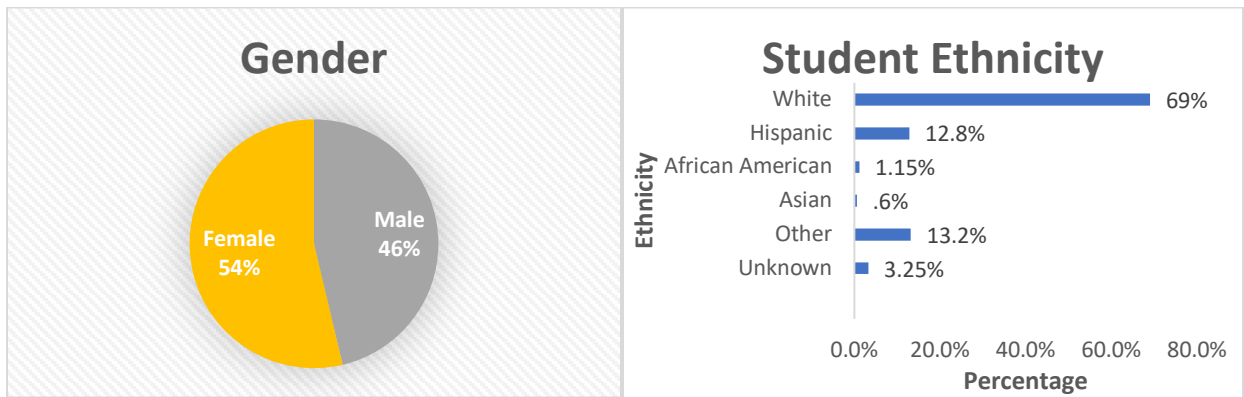 Gender
Female
54%
Male
46%
Student Ethnicity
Ethnicity
White
69%
Hispanic
12.8%
African American
1.15%
Asian
.6%
Other
13.2%
Unknown
3.25%
0.0% 20.0% 40.0% 60.0% 80.0%
Percentage